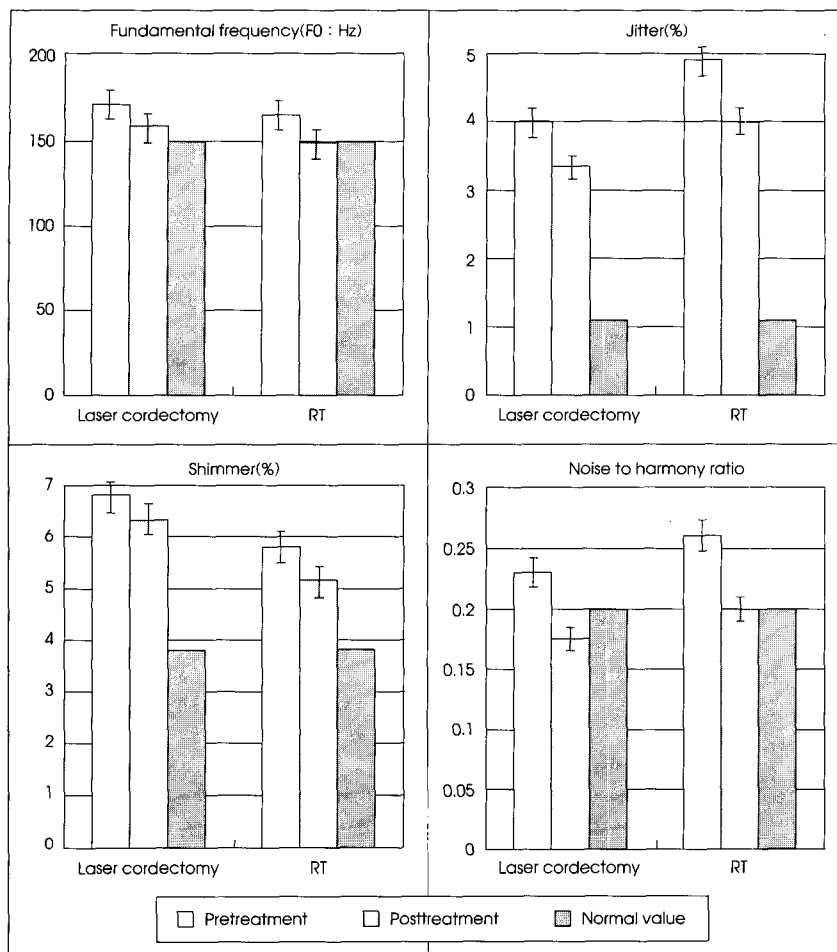 Fundamental frequency(F0 : Hz)
200
150
100
50
0
Laser cordectomy RT
Jitter(%)
5
4
3
2
1
0
Laser cordectomy RT
Shimmer(%)
7
6
5
4
3
2
1
0
Laser cordectomy RT
Noise to harmony ratio
0.3
0.25
0.2
0.15
0.1
0.05
0
Laser cordectomy RT
Pretreatment Posttreatment Normal value